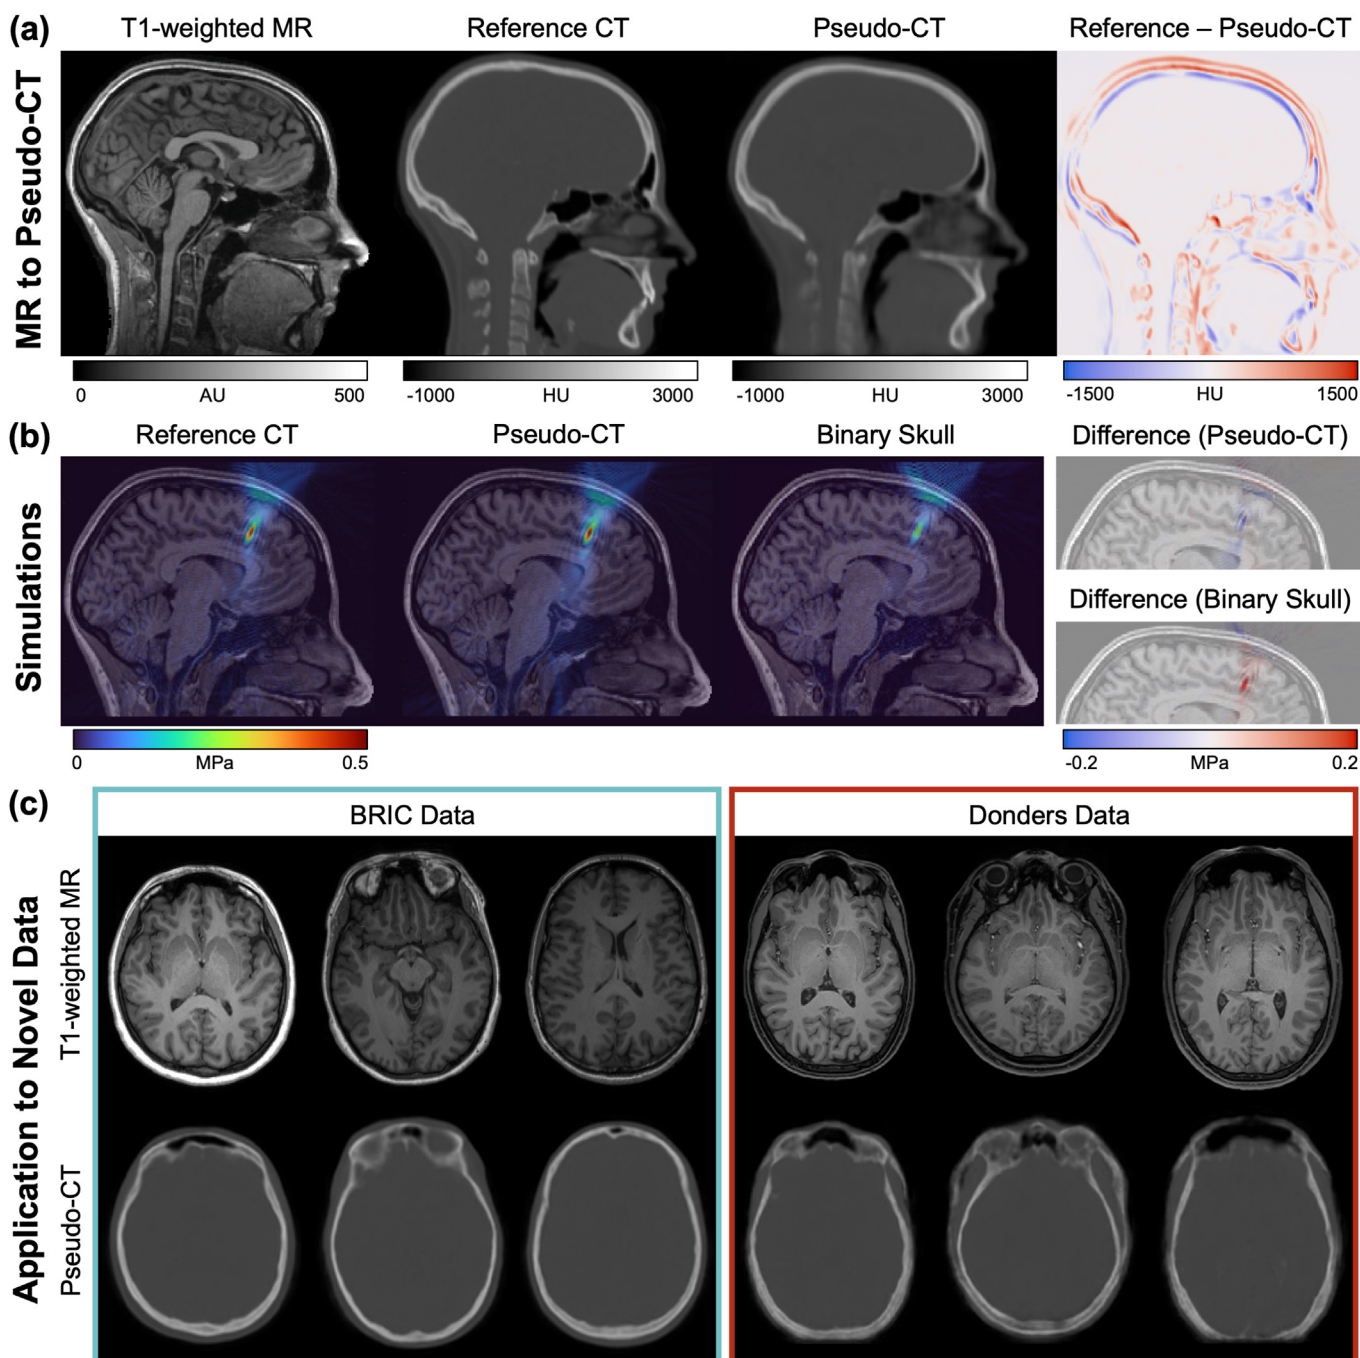 (a)
T1-weighted MR
Reference CT
Pseudo-CT
Reference – Pseudo-CT
MR to Pseudo-CT
0 AU 500
-1000 HU 3000
-1000 HU 3000
-1500 HU 1500
(b)
Reference CT
Pseudo-CT
Binary Skull
Difference (Pseudo-CT)
Simulations
Difference (Binary Skull)
0 MPa 0.5
-0.2 MPa 0.2
(c)
BRIC Data
Donders Data
Application to Novel Data
T1-weighted MR
Pseudo-CT